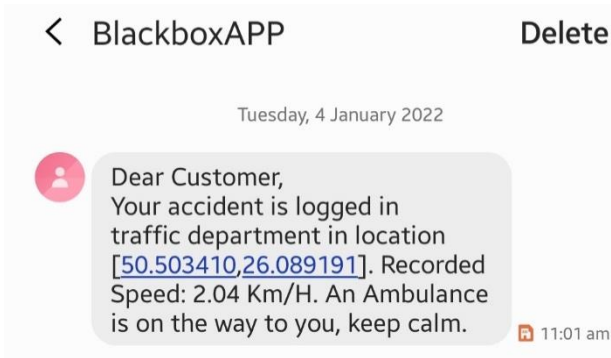 BlackboxAPP Delete
Tuesday, 4 January 2022
Dear Customer,
Your accident is logged in
traffic department in location
[50.503410,26.089191]. Recorded
Speed: 2.04 Km/H. An Ambulance
is on the way to you, keep calm.
11:01 am